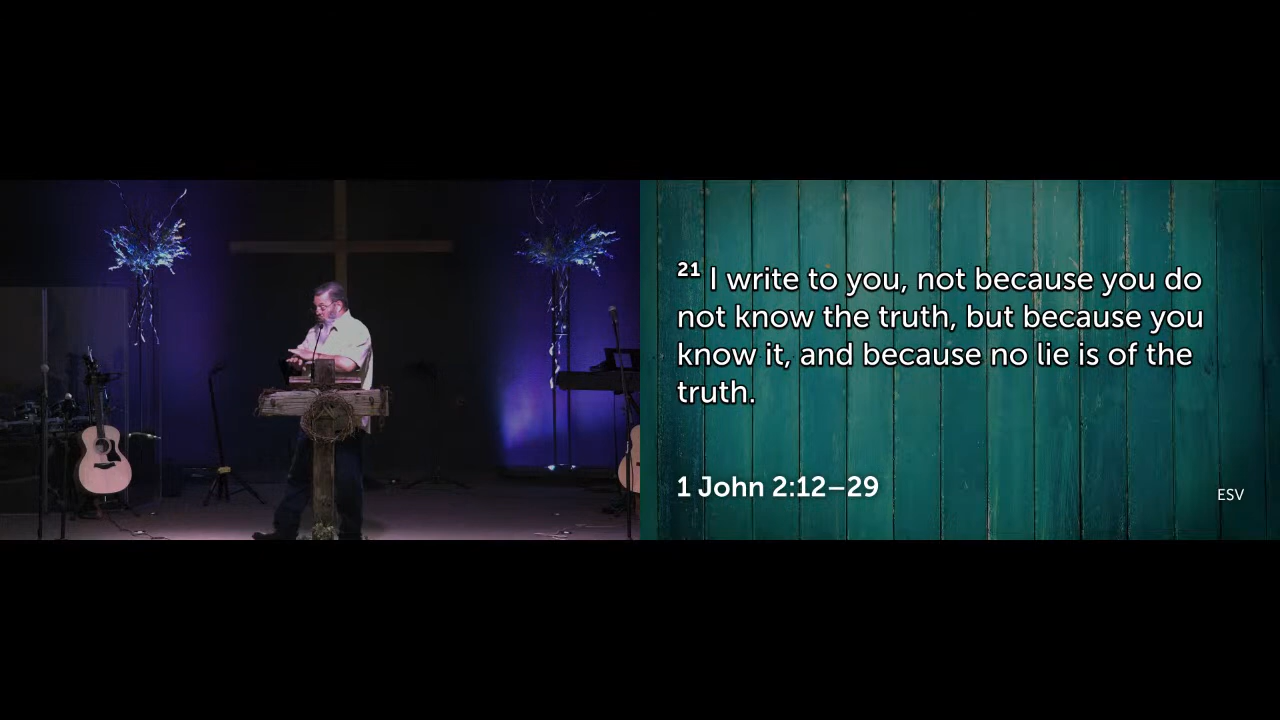 21 I write to you, not because you do
not know the truth, but because you
know it, and because no lie is of the
truth.
1 John 2:12–29
ESV